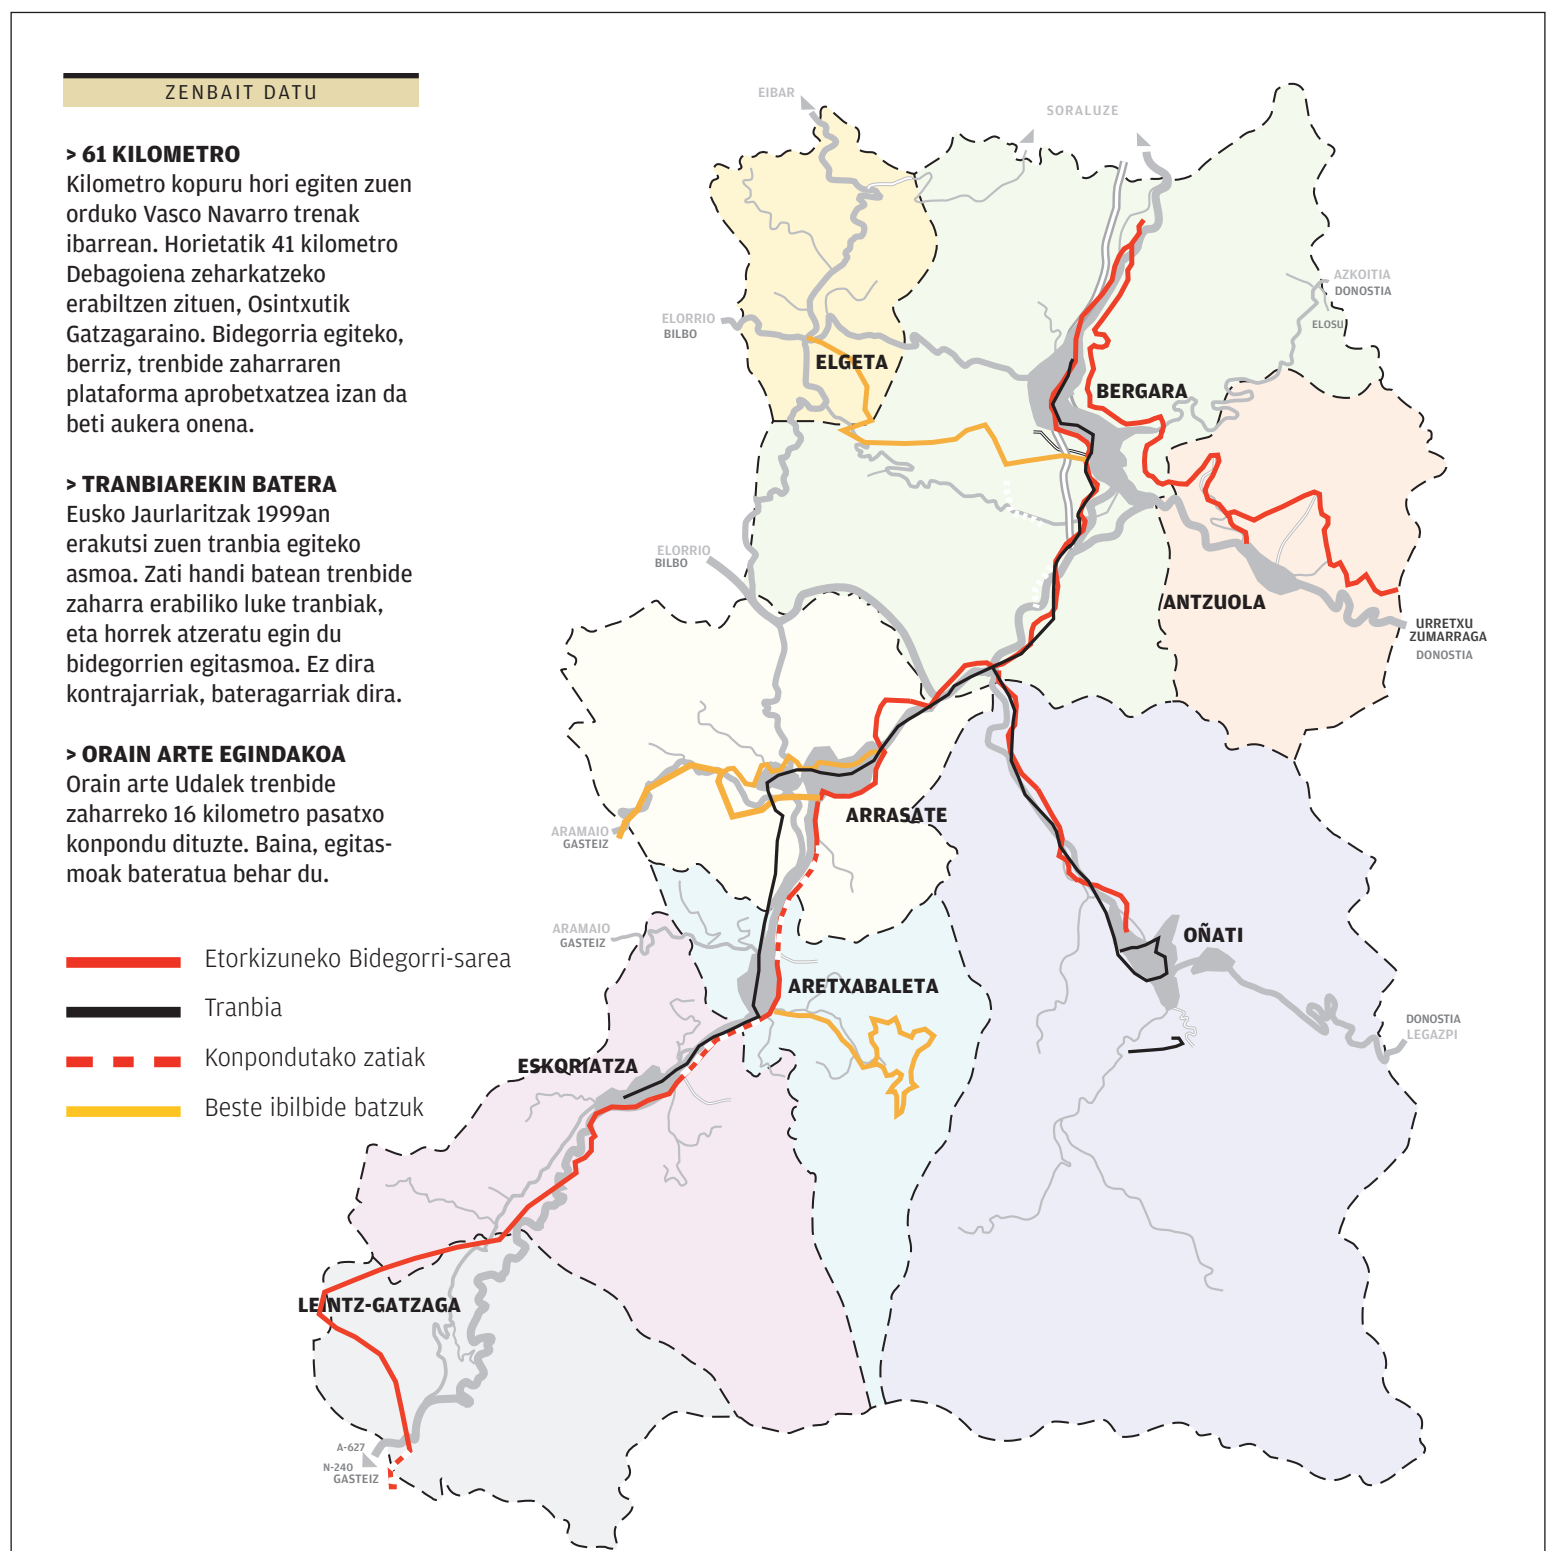 ZENBAIT DATU
> 61 KILOMETRO
Kilometro kopuru hori egiten zuen
orduko Vasco Navarro trenak
ibarrean. Horietatik 41 kilometro
Debagoiena zeharkatzeko
erabiltzen zituen, Osintxutik
Gatzagaraino. Bidegorria egiteko,
berriz, trenbide zaharraren
plataforma aprobetxatzea izan da
beti aukera onena.
> TRANBIAREKIN BATERA
Eusko Jaurlaritzak 1999an
erakutsi zuen tranbia egiteko
asmoa. Zati handi batean trenbide
zaharra erabiliko luke tranbiak,
eta horrek atzeratu egin du
bidegorrien egitasmoa. Ez dira
kontrajarriak, bateragarriak dira.
> ORAIN ARTE EGINDAKOA
Orain arte Udalek trenbide
zaharreko 16 kilometro pasatxo
konpondu dituzte. Baina, egitas-
moak bateratua behar du.
Etorkizuneko Bidegorri-sarea
Tranbia
Konpondutako zatiak
Beste ibilbide batzuk
EIBAR
SORALUZE
AZKOITIA
DONOSTIA
ELOSU
ELORRIO
BILBO
ELGETA
BERGARA
ELORRIO
BILBO
ANTZUOLA
URRETXU
ZUMARRAGA
DONOSTIA
ARRASATE
ARAMAIO
GASTEIZ
ARAMAIO
GASTEIZ
OÑATI
ARETXABALETA
DONOSTIA
LEGAZPI
ESKORIATZA
LEINTZ-GATZAGA
A-627
N-240
GASTEIZ